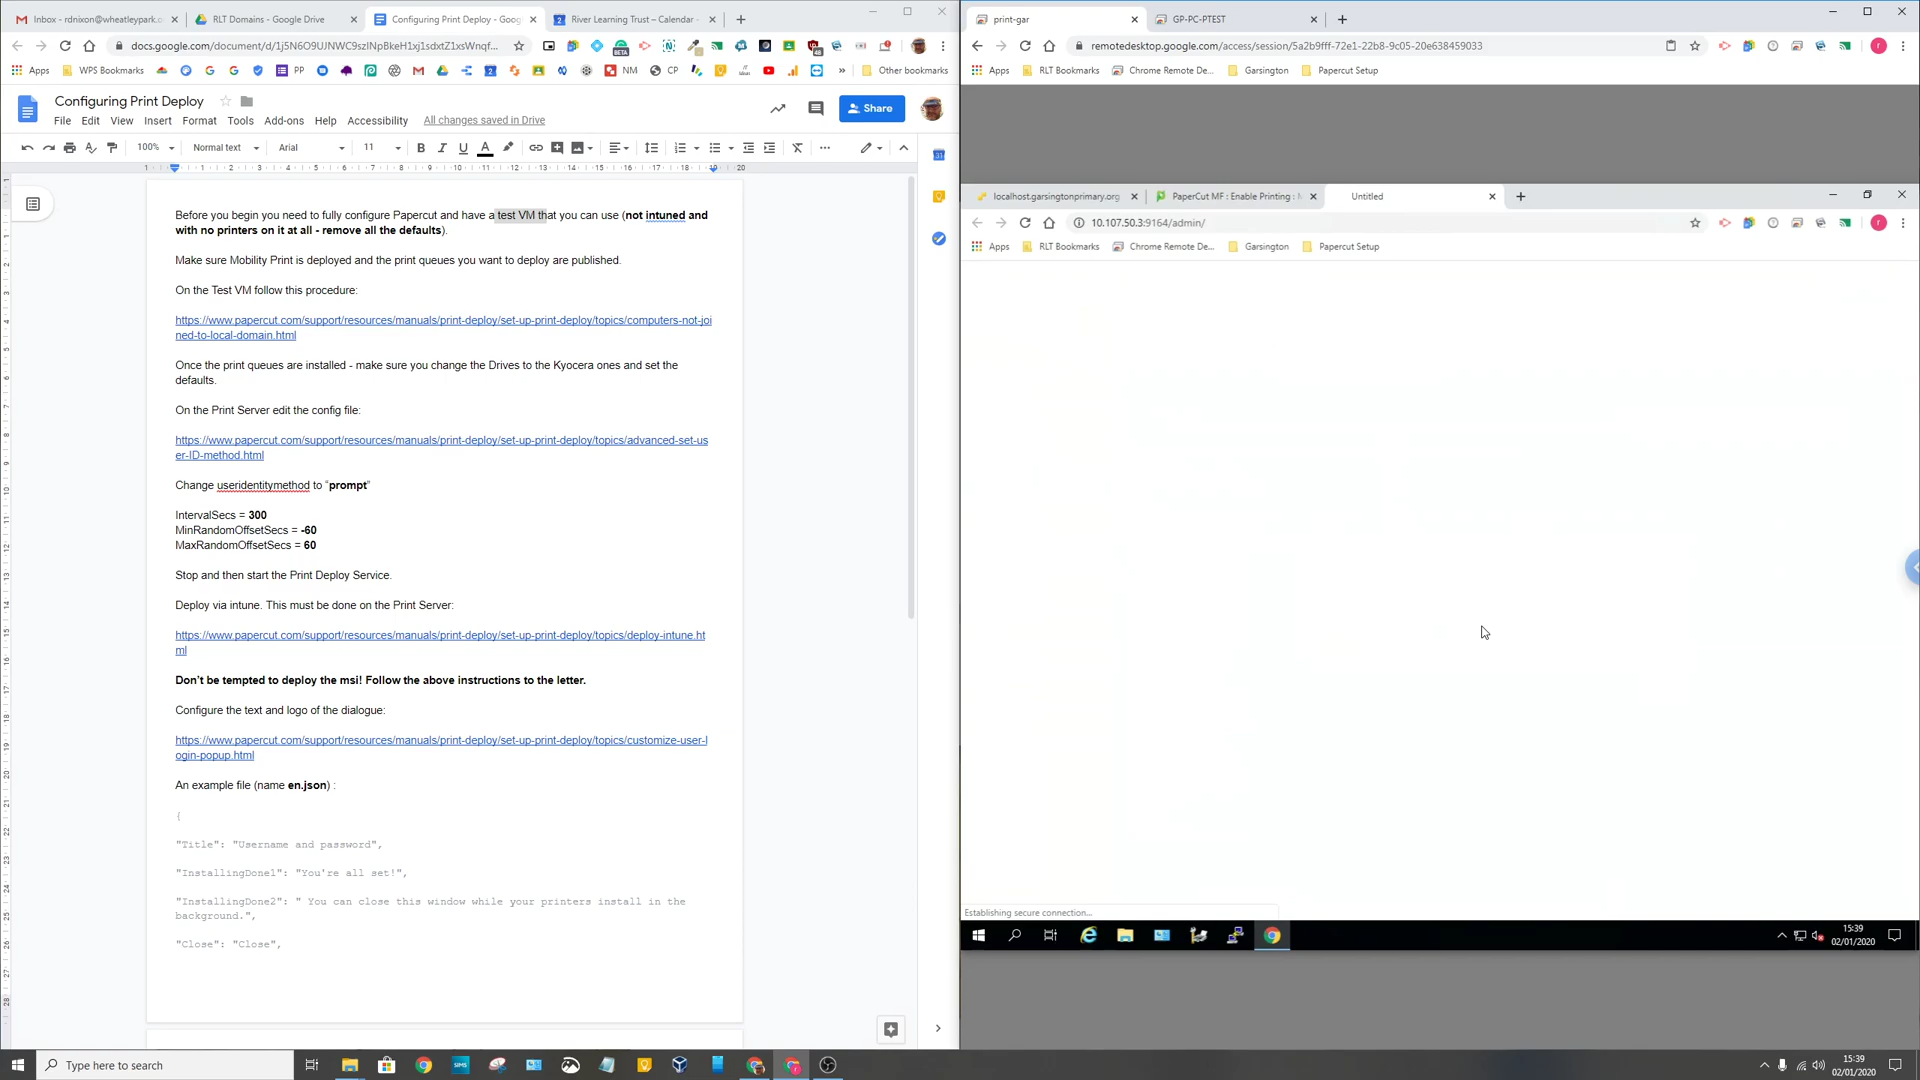 Inbox - rdnixon@wheatleypark.o
RLT Domains - Google Drive
Configuring Print Deploy - Goog
River Learning Trust – Calendar -
docs.google.com/document/d/1j5N6O9UNWC9szINpBkeH1xj1sdxtZ1xsWnqf...
Apps WPS Bookmarks PP NM CP Other bookmarks
Configuring Print Deploy
File Edit View Insert Format Tools Add-ons Help Accessibility All changes saved in Drive
Share
100% Normal text Arial 11
Before you begin you need to fully configure Papercut and have a test VM that you can use (not intuned and
with no printers on it at all - remove all the defaults).
Make sure Mobility Print is deployed and the print queues you want to deploy are published.
On the Test VM follow this procedure:
https://www.papercut.com/support/resources/manuals/print-deploy/set-up-print-deploy/topics/computers-not-joi
ned-to-local-domain.html
Once the print queues are installed - make sure you change the Drives to the Kyocera ones and set the
defaults.
On the Print Server edit the config file:
https://www.papercut.com/support/resources/manuals/print-deploy/set-up-print-deploy/topics/advanced-set-us
er-ID-method.html
Change useridentitymethod to “prompt”
IntervalSecs = 300
MinRandomOffsetSecs = -60
MaxRandomOffsetSecs = 60
Stop and then start the Print Deploy Service.
Deploy via intune. This must be done on the Print Server:
https://www.papercut.com/support/resources/manuals/print-deploy/set-up-print-deploy/topics/deploy-intune.ht
ml
Don't be tempted to deploy the msi! Follow the above instructions to the letter.
Configure the text and logo of the dialogue:
https://www.papercut.com/support/resources/manuals/print-deploy/set-up-print-deploy/topics/customize-user-l
ogin-popup.html
An example file (name en.json) :
{
"Title": "Username and password",
"InstallingDone1": "You're all set!",
"InstallingDone2": " You can close this window while your printers install in the
background.",
"Close": "Close",
print-gar
GP-PC-PTEST
remotedesktop.google.com/access/session/5a2b9fff-72e1-22b8-9c05-20e638459033
Apps RLT Bookmarks Chrome Remote De... Garsington Papercut Setup
localhost.garsingtonprimary.org
PaperCut MF : Enable Printing :
Untitled
10.107.50.3:9164/admin/
Apps RLT Bookmarks Chrome Remote De... Garsington Papercut Setup
Establishing secure connection...
15:39
02/01/2020
Type here to search
15:39
02/01/2020